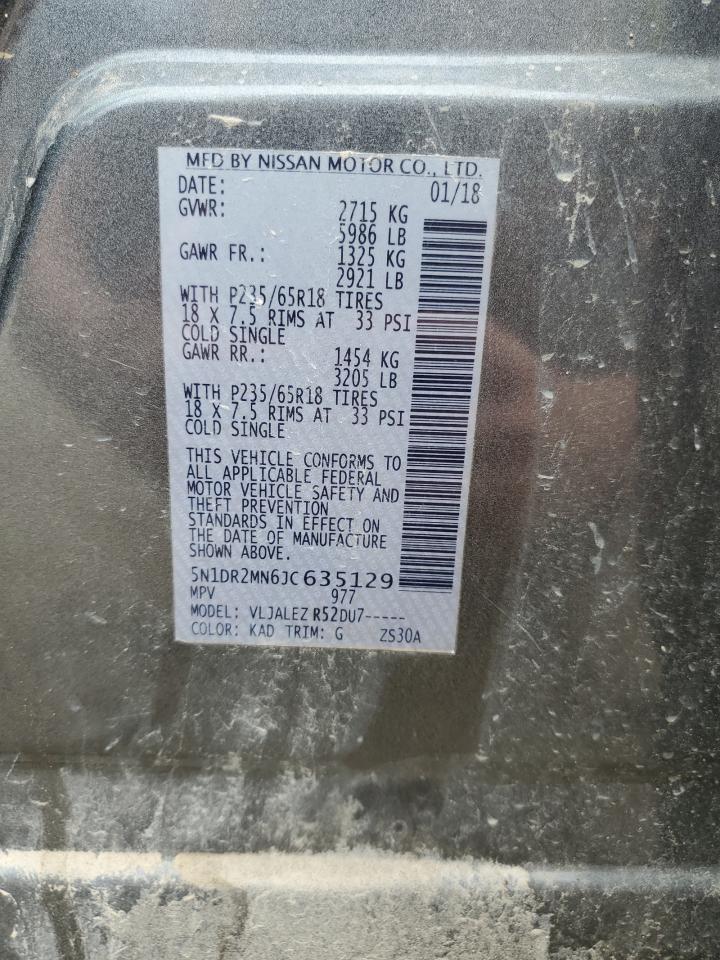 MFD BY NISSAN MOTOR CO., LTD.
DATE: 01/18
GVWR: 2715 KG
5986 LB
GAWR FR.: 1325 KG
2921 LB
WITH P235/65R18 TIRES
18 X 7.5 RIMS AT 33 PSI
COLD SINGLE
GAWR RR.: 1454 KG
3205 LB
WITH P235/65R18 TIRES
18 X 7.5 RIMS AT 33 PSI
COLD SINGLE
THIS VEHICLE CONFORMS TO
ALL APPLICABLE FEDERAL
MOTOR VEHICLE SAFETY AND
THEFT PREVENTION
STANDARDS IN EFFECT ON
THE DATE OF MANUFACTURE
SHOWN ABOVE.
5N1DR2MN6JC635129
MPV 977
MODEL: VLJALEZ R52DU7-----
COLOR: KAD TRIM: G ZS30A